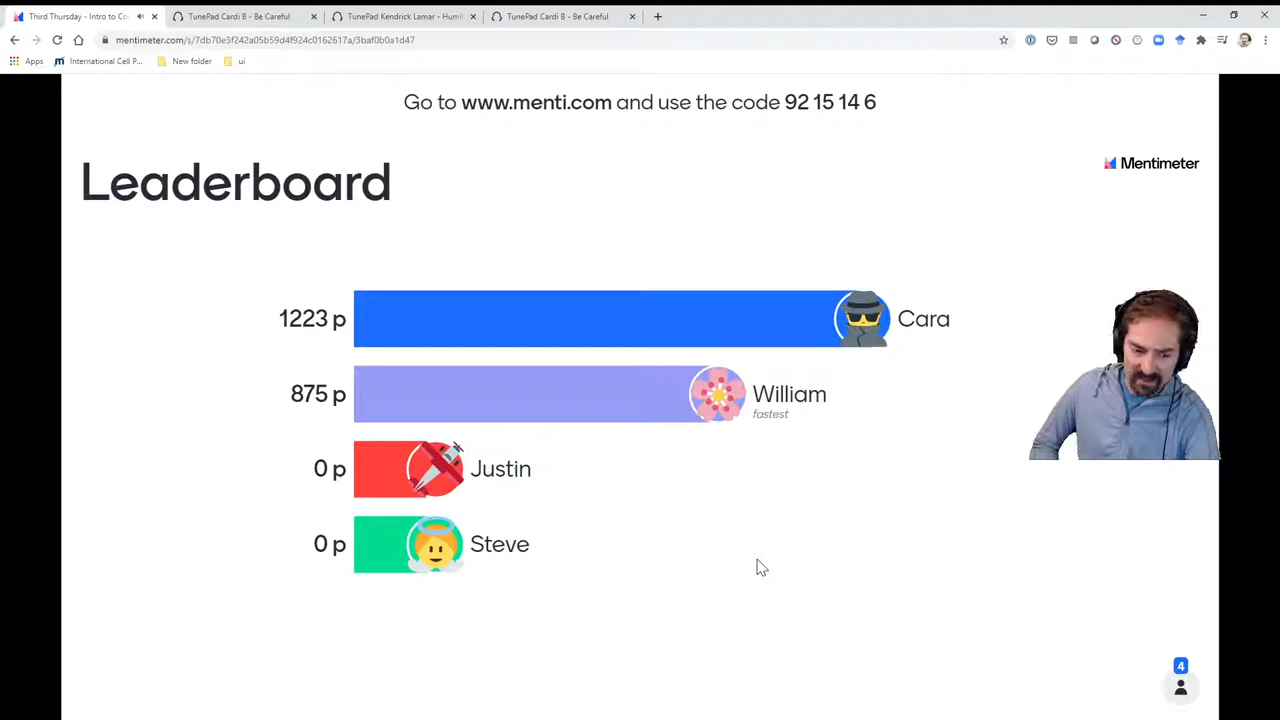 Third Thursday - Intro to Co
TunePad Cardi B - Be Careful
TunePad Kendrick Lamar - Humb
TunePad Cardi B - Be Careful
mentimeter.com/s/7db70e3f242a05b59d4f924c0162617a/3baf0b0a1d47
Apps
International Cell P...
New folder
ui
Go to www.menti.com and use the code 92 15 14 6
Leaderboard
Mentimeter
1223 p
Cara
875 p
William
fastest
0 p
Justin
0 p
Steve
4